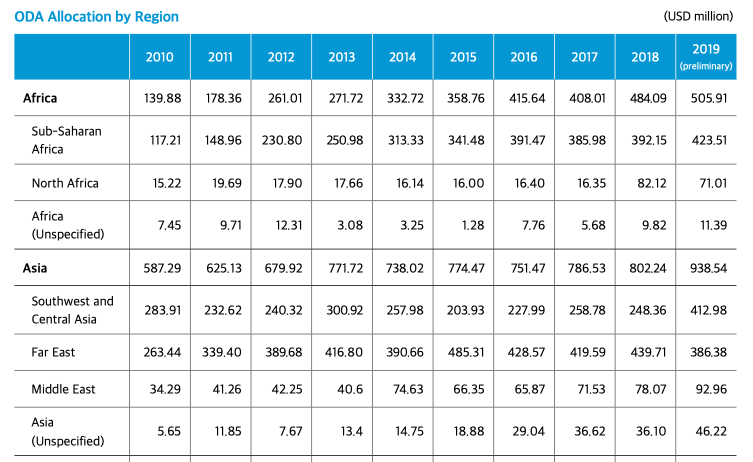 ODA Allocation by Region (USD million)
2010 2011 2012 2013 2014 2015 2016 2017 2018 2019 (preliminary)
Africa 139.88 178.36 261.01 271.72 332.72 358.76 415.64 408.01 484.09 505.91
Sub-Saharan
Africa 117.21 148.96 230.80 250.98 313.33 341.48 391.47 385.98 392.15 423.51
North Africa 15.22 19.69 17.90 17.66 16.14 16.00 16.40 16.35 82.12 71.01
Africa
(Unspecified) 7.45 9.71 12.31 3.08 3.25 1.28 7.76 5.68 9.82 11.39
Asia 587.29 625.13 679.92 771.72 738.02 774.47 751.47 786.53 802.24 938.54
Southwest and
Central Asia 283.91 232.62 240.32 300.92 257.98 203.93 227.99 258.78 248.36 412.98
Far East 263.44 339.40 389.68 416.80 390.66 485.31 428.57 419.59 439.71 386.38
Middle East 34.29 41.26 42.25 40.6 74.63 66.35 65.87 71.53 78.07 92.96
Asia
(Unspecified) 5.65 11.85 7.67 13.4 14.75 18.88 29.04 36.62 36.10 46.22